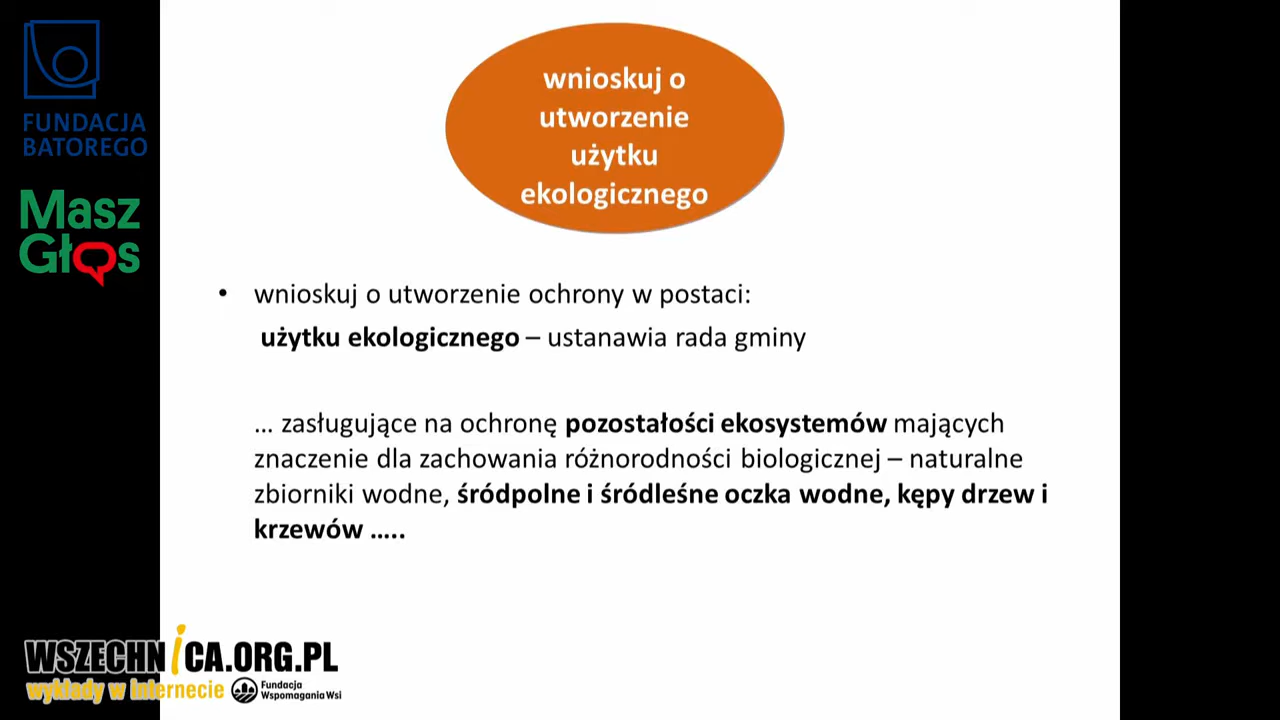 FUNDACJA
BATOREGO
Masz
Głos
wnioskuj o
utworzenie
użytku
ekologicznego
• wnioskuj o utworzenie ochrony w postaci:
użytku ekologicznego – ustanawia rada gminy
... zasługujące na ochronę pozostałości ekosystemów mających
znaczenie dla zachowania różnorodności biologicznej – naturalne
zbiorniki wodne, śródpolne i śródleśne oczka wodne, kępy drzew i
krzewów .....
WSZECHNiCA.ORG.PL
wykłady w internecie
Fundacja
Wspomagania Wsi